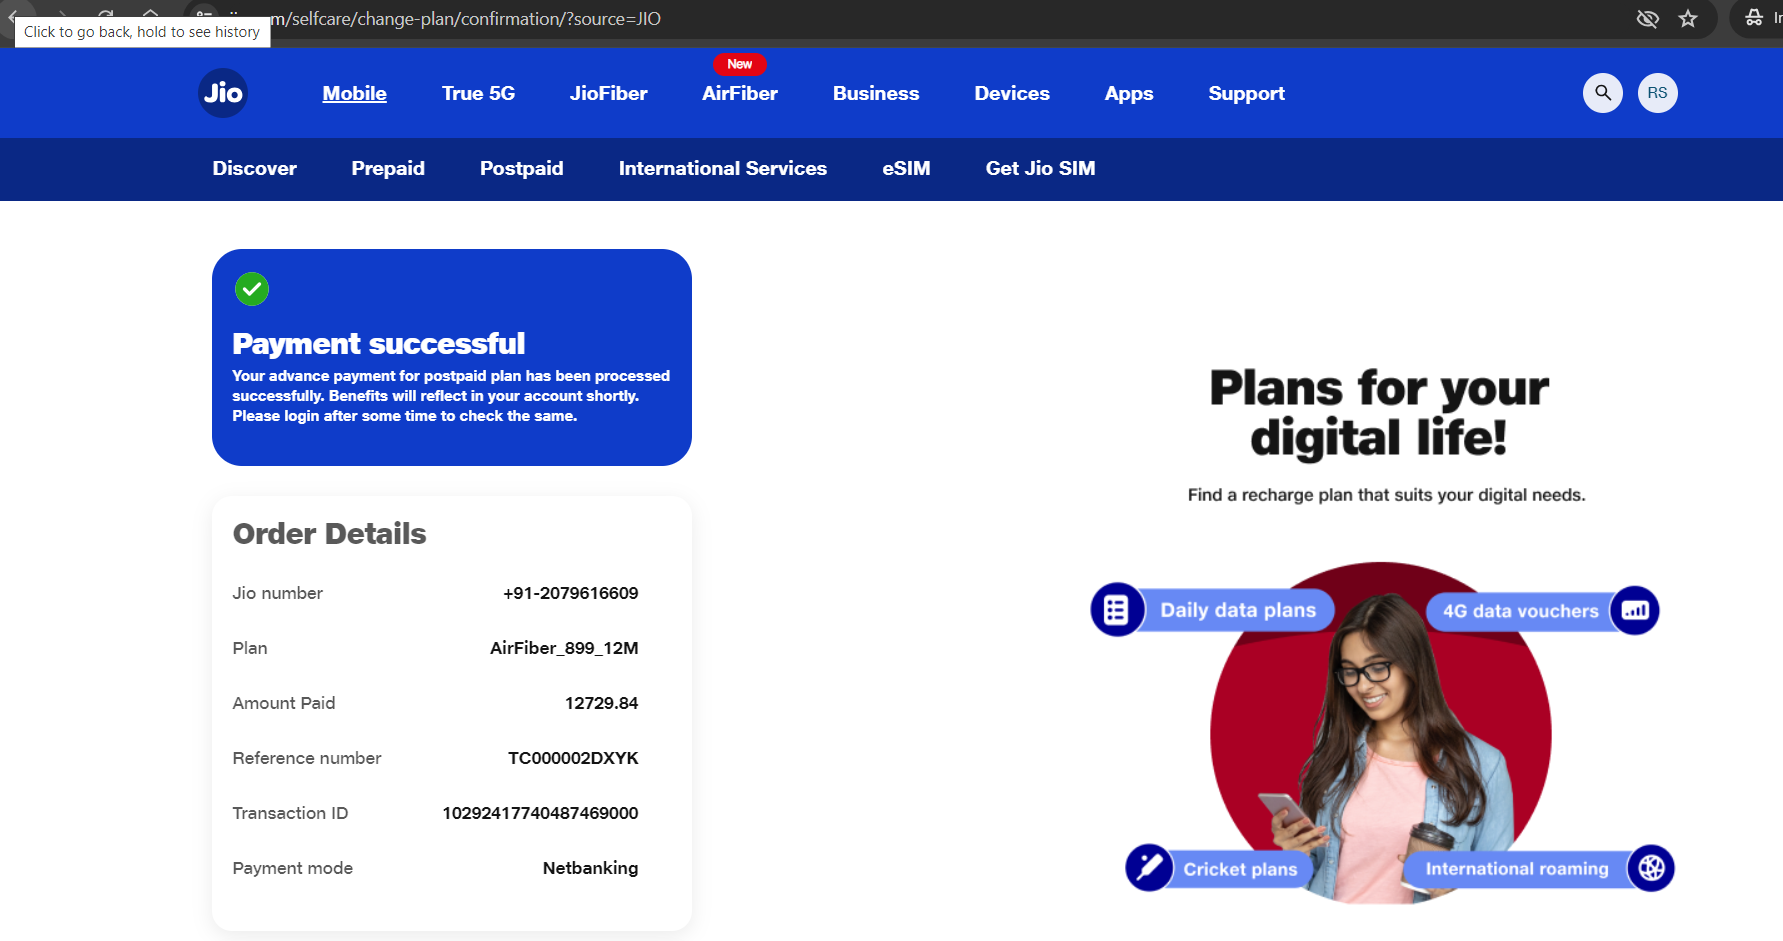 Click to go back, hold to see history
m/selfcare/change-plan/confirmation/?source=JIO
New
Jio
Mobile
True 5G
JioFiber
AirFiber
Business
Devices
Apps
Support
RS
Discover
Prepaid
Postpaid
International Services
eSIM
Get Jio SIM
Payment successful
Your advance payment for postpaid plan has been processed
successfully. Benefits will reflect in your account shortly.
Please login after some time to check the same.
Order Details
Jio number +91-2079616609
Plan AirFiber_899_12M
Amount Paid 12729.84
Reference number TC000002DXYK
Transaction ID 10292417740487469000
Payment mode Netbanking
Plans for your
digital life!
Find a recharge plan that suits your digital needs.
Daily data plans
4G data vouchers
Cricket plans
International roaming